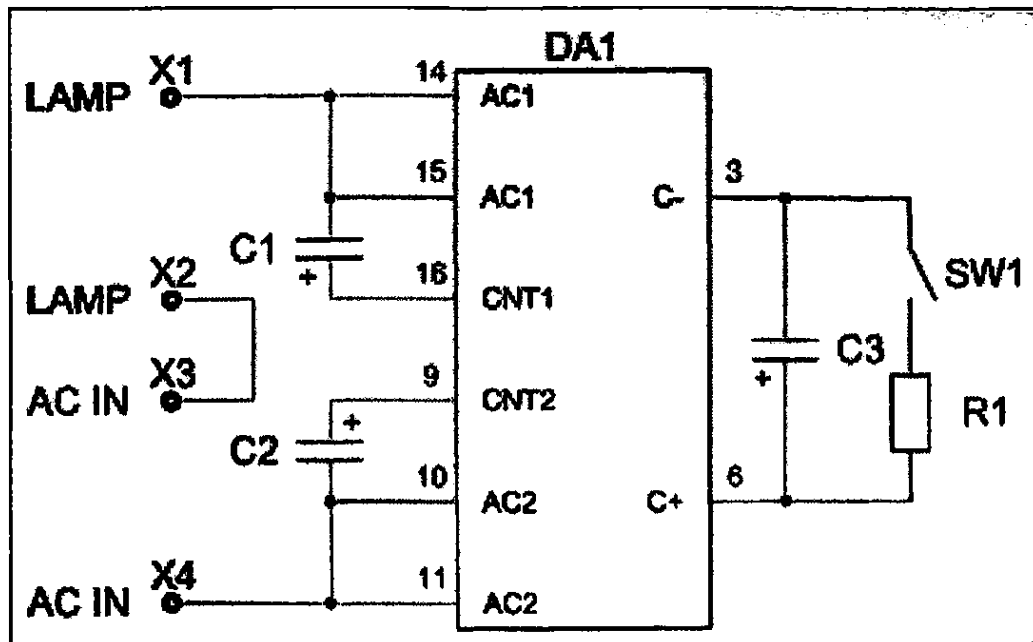 DA1
X1
LAMP
14
AC1
15
AC1
C-
3
C1
+
16
CNT1
SW1
X2
LAMP
X3
AC IN
9
CNT2
C3
+
R1
C2
+
10
AC2
C+
6
X4
AC IN
11
AC2